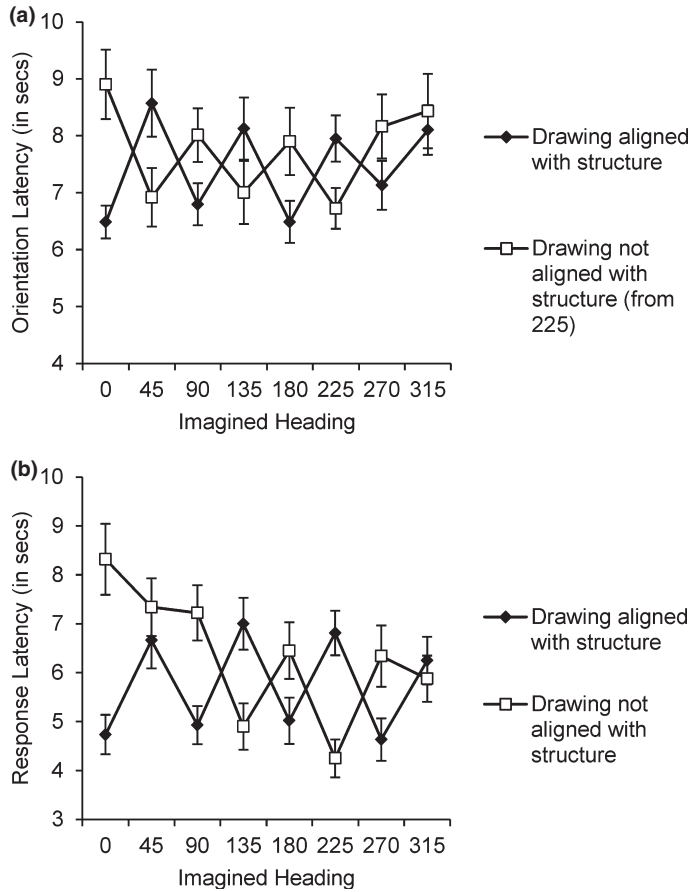 (a)
10
9
8
7
6
5
4
Orientation Latency (in secs)
0 45 90 135 180 225 270 315
Imagined Heading
Drawing aligned
with structure
Drawing not
aligned with
structure (from
225)
(b)
10
9
8
7
6
5
4
3
Response Latency (in secs)
0 45 90 135 180 225 270 315
Imagined Heading
Drawing aligned
with structure
Drawing not
aligned with
structure